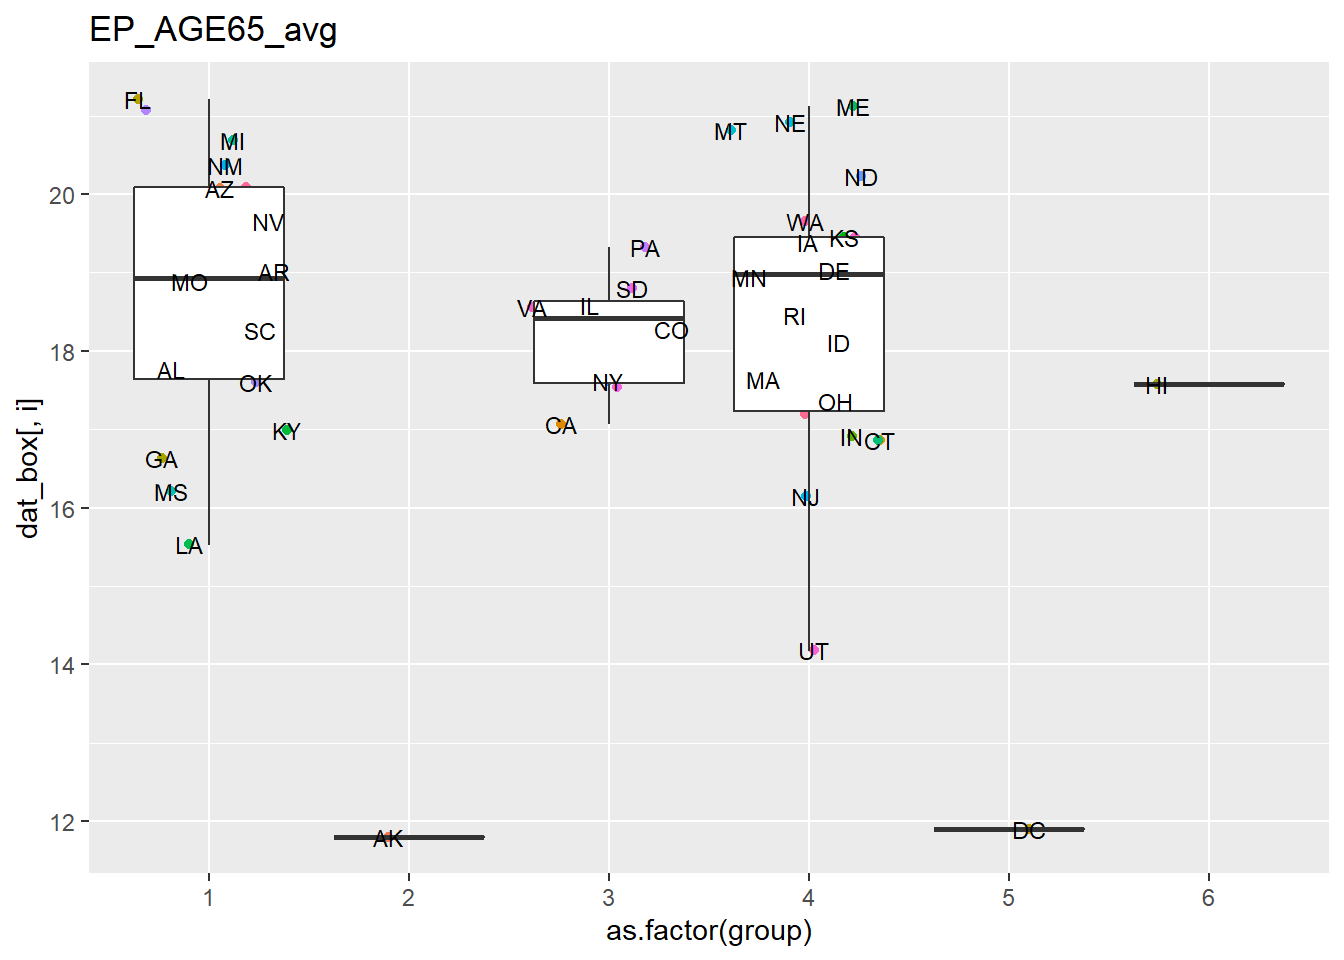 EP_AGE65_avg
dat_box[, i]
20
18
16
14
12
FL
MI
NM
AZ
NV
AR
MO
SC
AL
OK
KY
GA
MS
LA
AK
PA
SD
VA
IL
CO
NY
CA
ME
NE
MT
ND
WA
KS
IA
DE
MN
RI
ID
MA
OH
IN
CT
NJ
UT
DC
HI
1 2 3 4 5 6
as.factor(group)